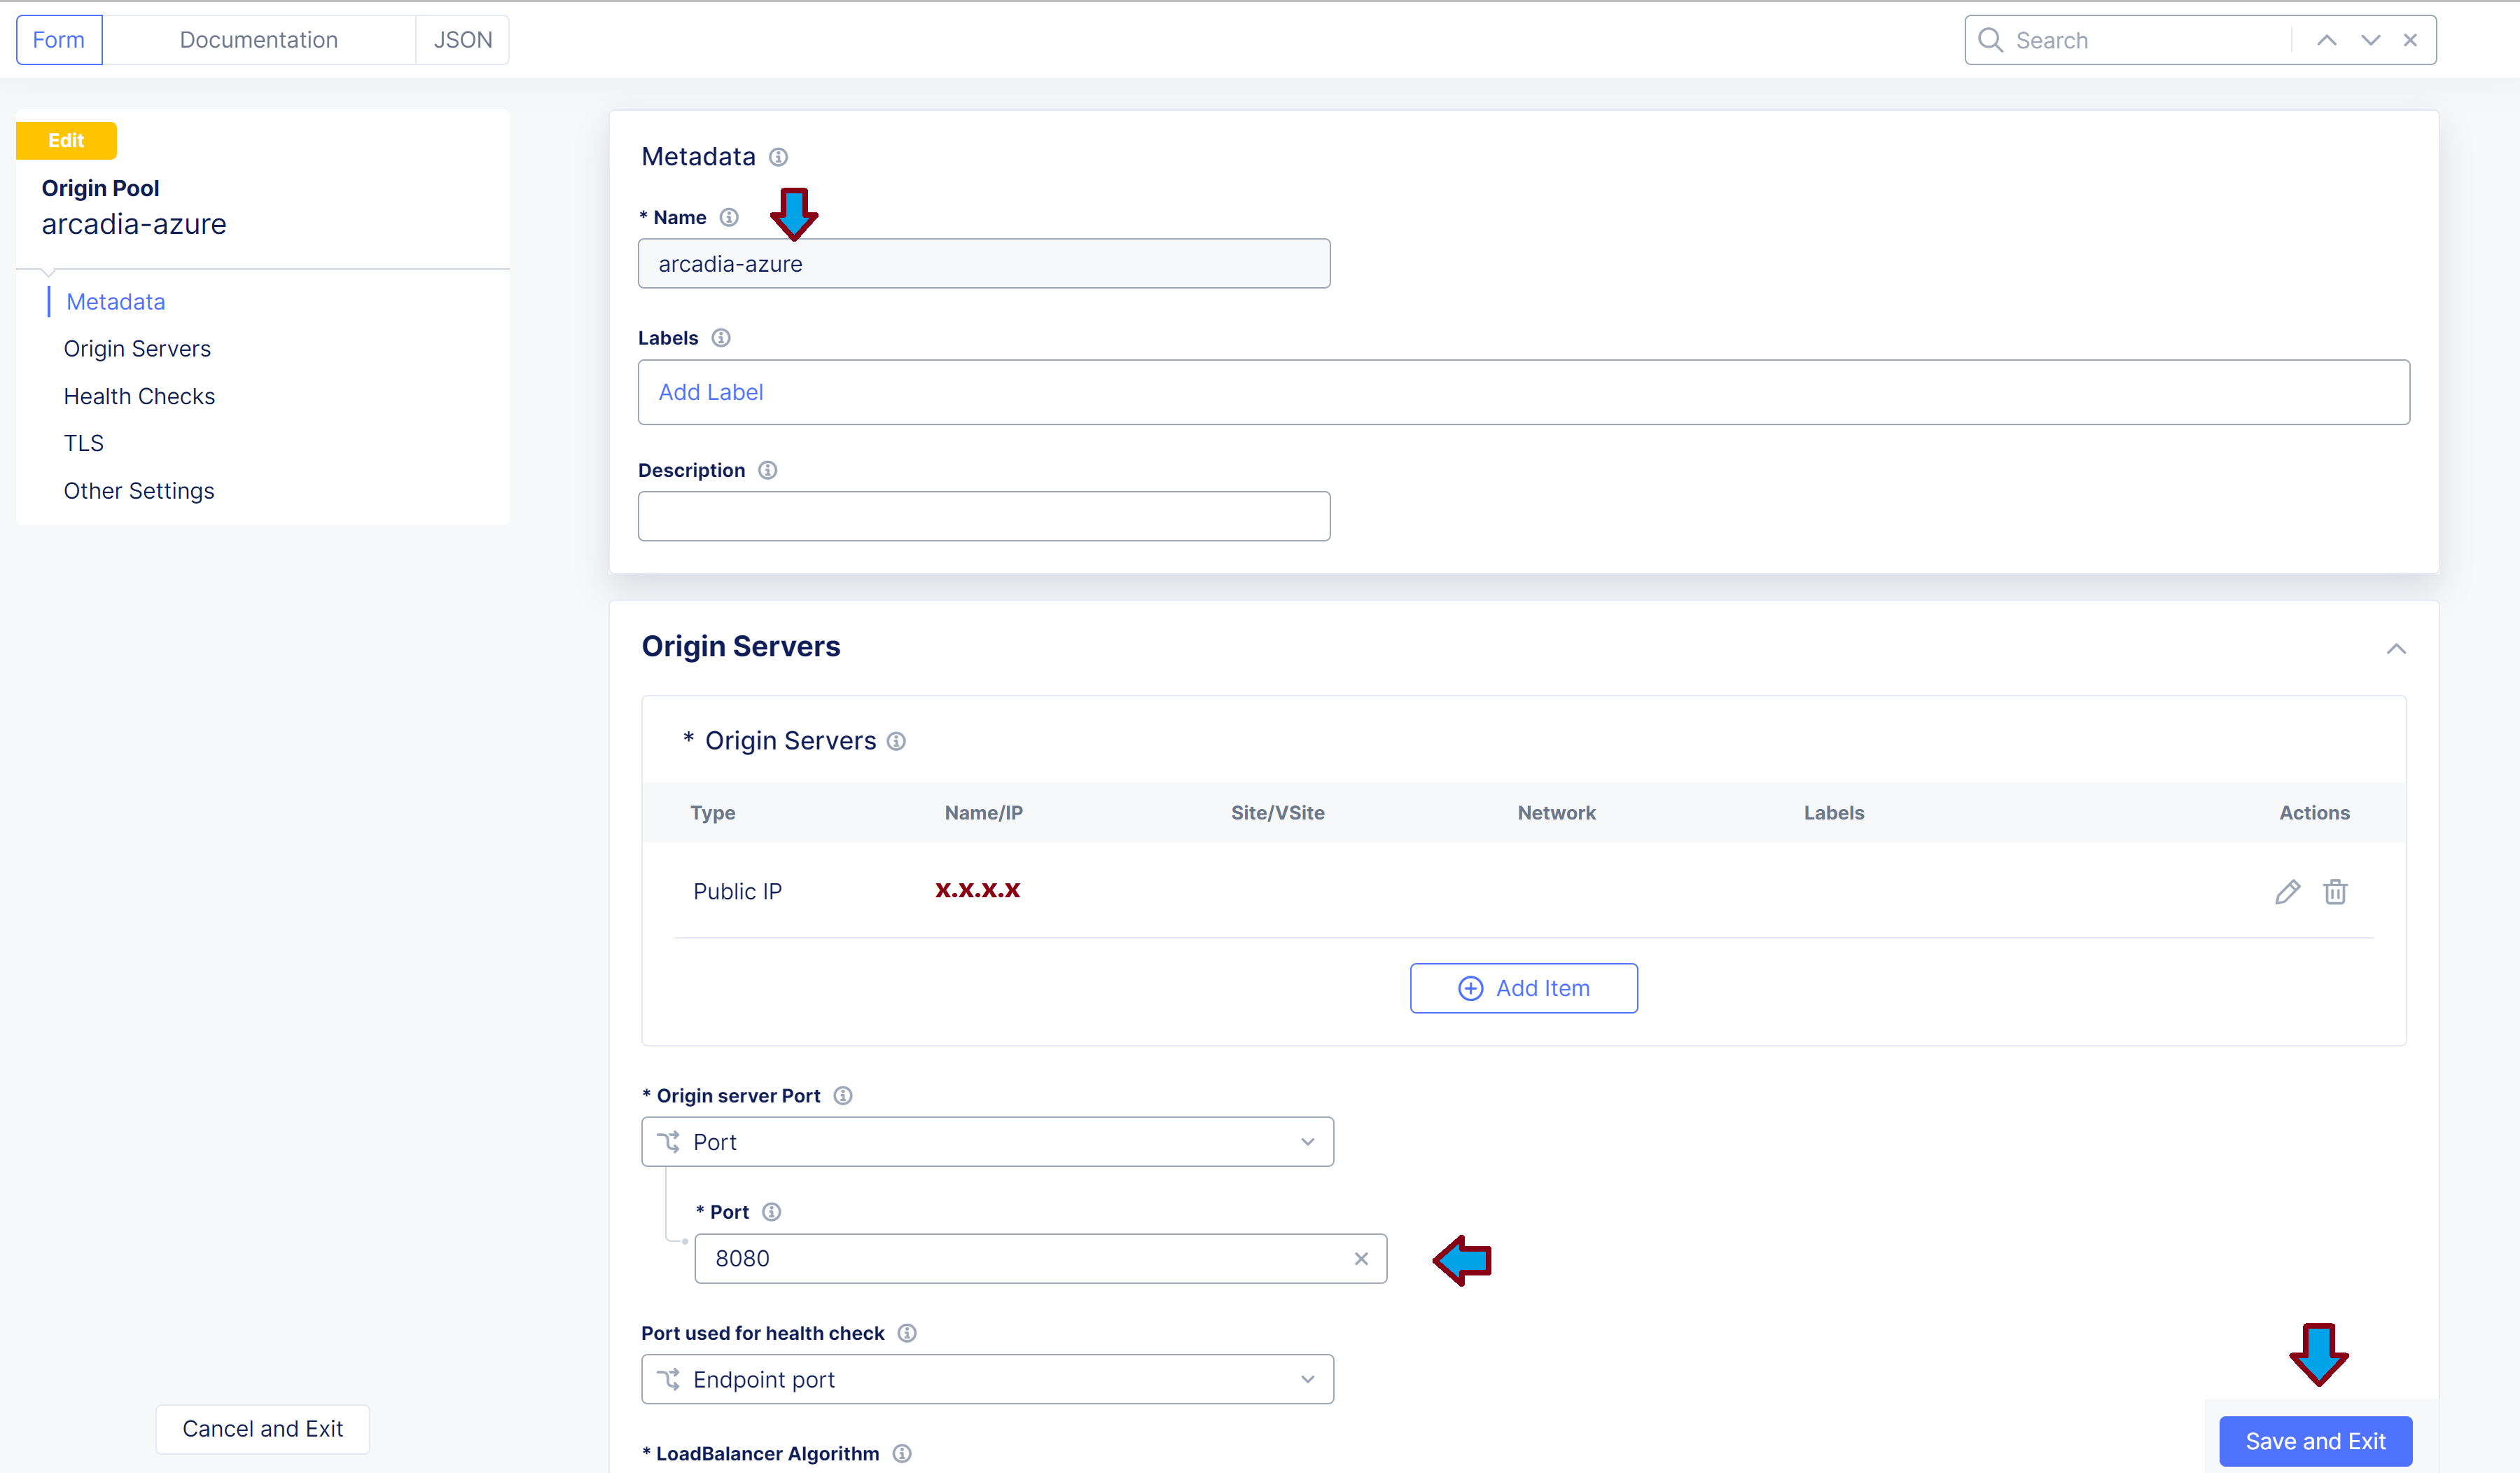 Form
Documentation
JSON
Search
Edit
Origin Pool
arcadia-azure
Metadata
Origin Servers
Health Checks
TLS
Other Settings
Cancel and Exit
Metadata
* Name
arcadia-azure
Labels
Add Label
Description
Origin Servers
* Origin Servers
Type Name/IP Site/VSite Network Labels Actions
Public IP x.x.x.x
Add Item
* Origin server Port
Port
* Port
8080
Port used for health check
Endpoint port
* LoadBalancer Algorithm
Save and Exit